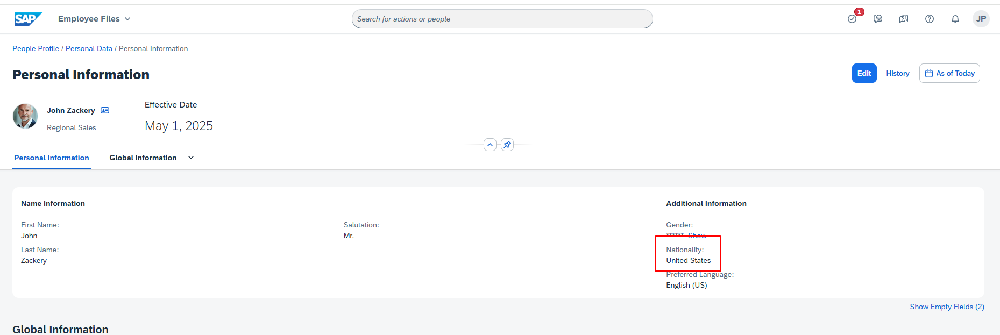 SAP Employee Files
Search for actions or people
1
JP
People Profile / Personal Data / Personal Information
Personal Information
Edit History As of Today
John Zackery
Regional Sales
Effective Date
May 1, 2025
Personal Information Global Information
Name Information
First Name:
John
Last Name:
Zackery
Salutation:
Mr.
Additional Information
Gender:
****** Show
Nationality:
United States
Preferred Language:
English (US)
Show Empty Fields (2)
Global Information